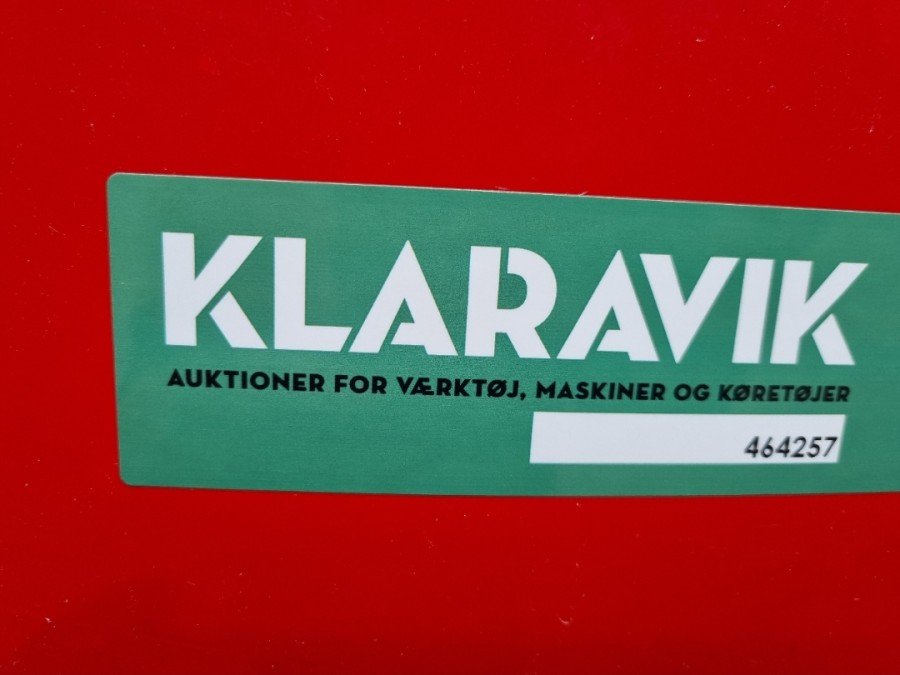 KLARAVIK
AUKTIONER FOR VÆRKTØJ, MASKINER OG KØRETØJER
464257